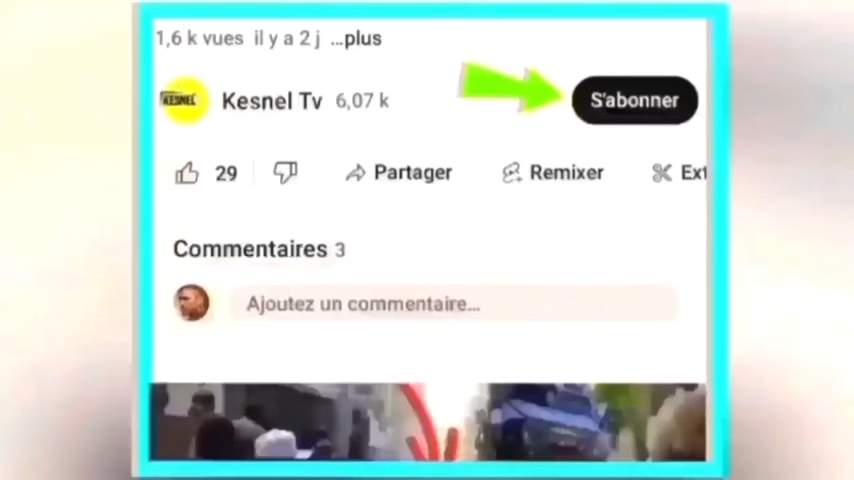 1,6 k vues il y a 2 j ...plus
KESNEL
Kesnel Tv 6,07 k
S'abonner
29
Partager
Remixer
Ext
Commentaires 3
Ajoutez un commentaire...